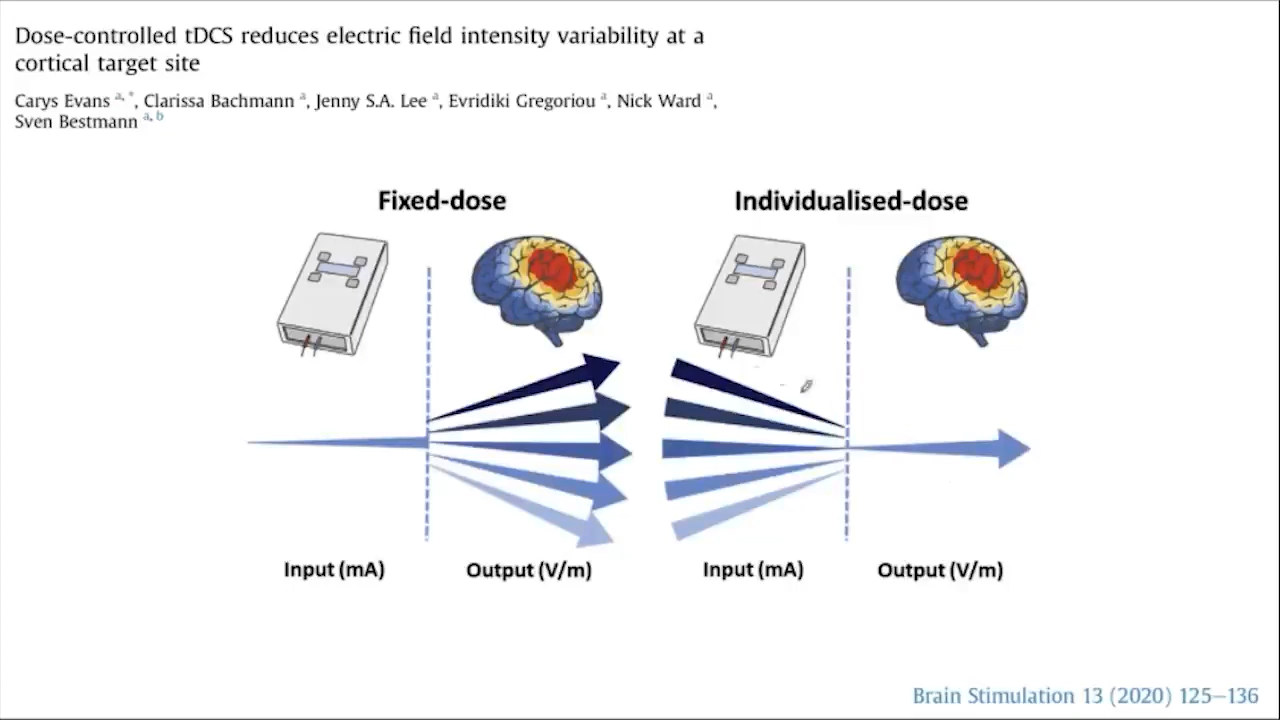 Dose-controlled tDCS reduces electric field intensity variability at a
cortical target site
Carys Evans a, *, Clarissa Bachmann a, Jenny S.A. Lee a, Evridiki Gregoriou a, Nick Ward a,
Sven Bestmann a, b
Fixed-dose
Individualised-dose
Input (mA)
Output (V/m)
Input (mA)
Output (V/m)
Brain Stimulation 13 (2020) 125–136